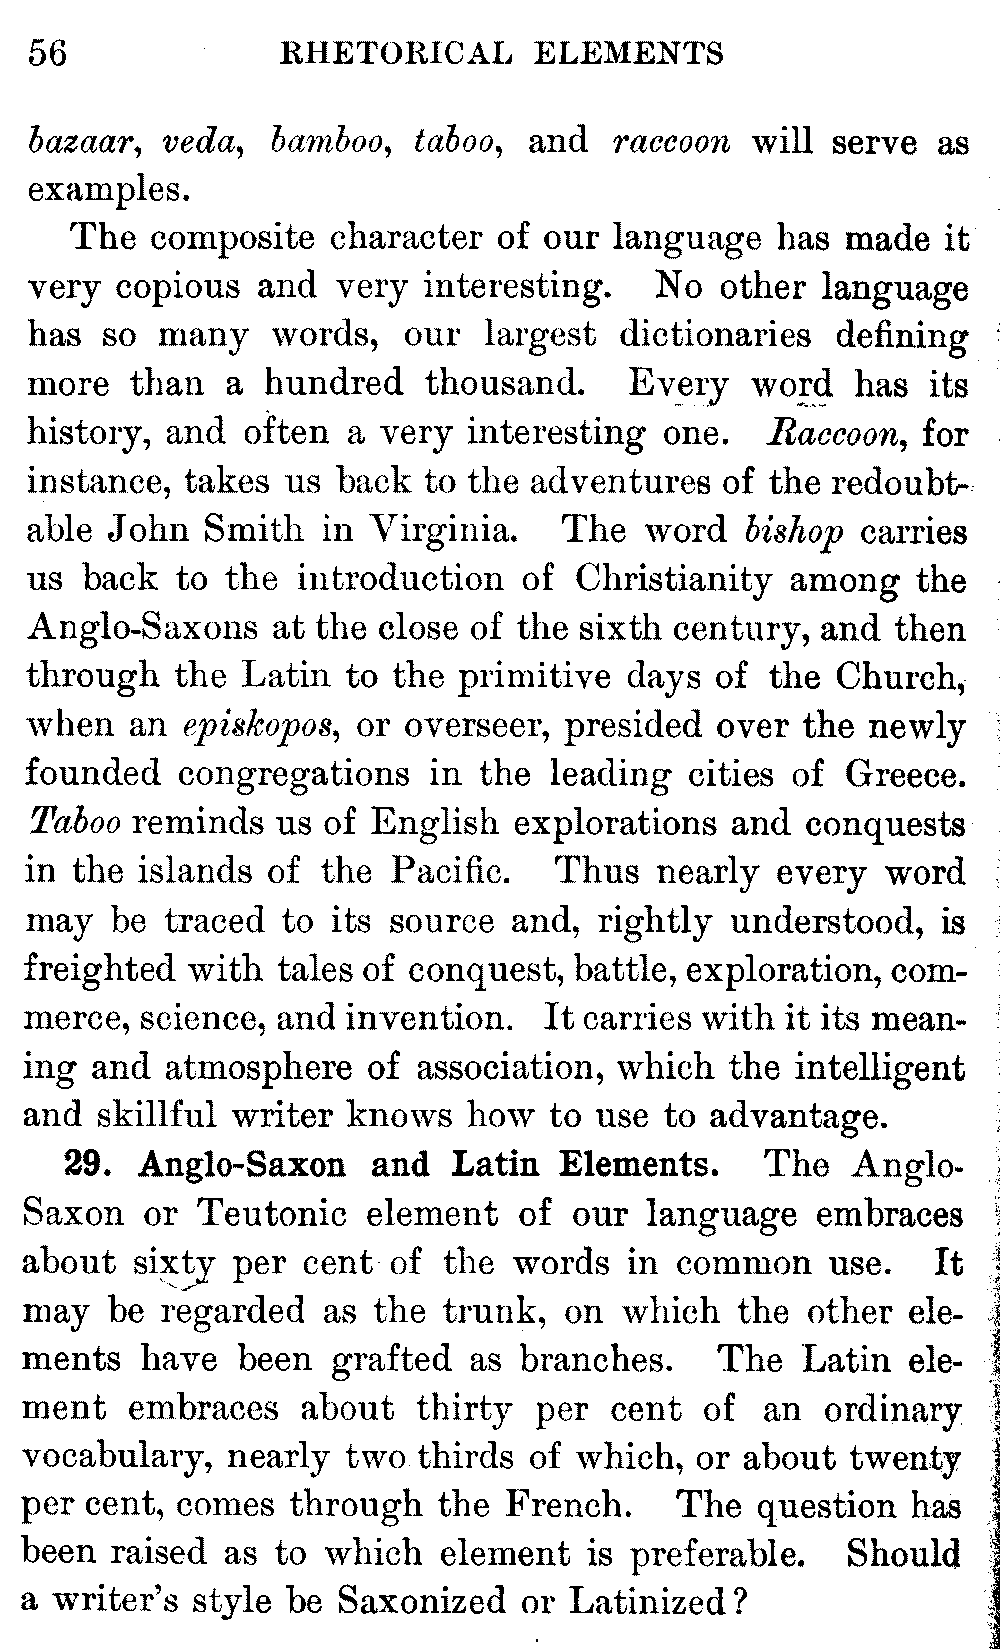 56 RHETORICAL ELEMENTS
bazaar, veda, bamboo, taboo, and raccoon will serve as
examples.
The composite character of our language has made it
very copious and very interesting. No other language
has so many words, our largest dictionaries defining
more than a hundred thousand. Every word has its
history, and often a very interesting one. Raccoon, for
instance, takes us back to the adventures of the redoubt-
able John Smith in Virginia. The word bishop carries
us back to the introduction of Christianity among the
Anglo-Saxons at the close of the sixth century, and then
through the Latin to the primitive days of the Church,
when an episkopos, or overseer, presided over the newly
founded congregations in the leading cities of Greece.
Taboo reminds us of English explorations and conquests
in the islands of the Pacific. Thus nearly every word
may be traced to its source and, rightly understood, is
freighted with tales of conquest, battle, exploration, com-
merce, science, and invention. It carries with it its mean-
ing and atmosphere of association, which the intelligent
and skillful writer knows how to use to advantage.
29. Anglo-Saxon and Latin Elements. The Anglo-
Saxon or Teutonic element of our language embraces
about sixty per cent of the words in common use. It
may be regarded as the trunk, on which the other ele-
ments have been grafted as branches. The Latin ele-
ment embraces about thirty per cent of an ordinary
vocabulary, nearly two thirds of which, or about twenty
per cent, comes through the French. The question has
been raised as to which element is preferable. Should
a writer's style be Saxonized or Latinized?